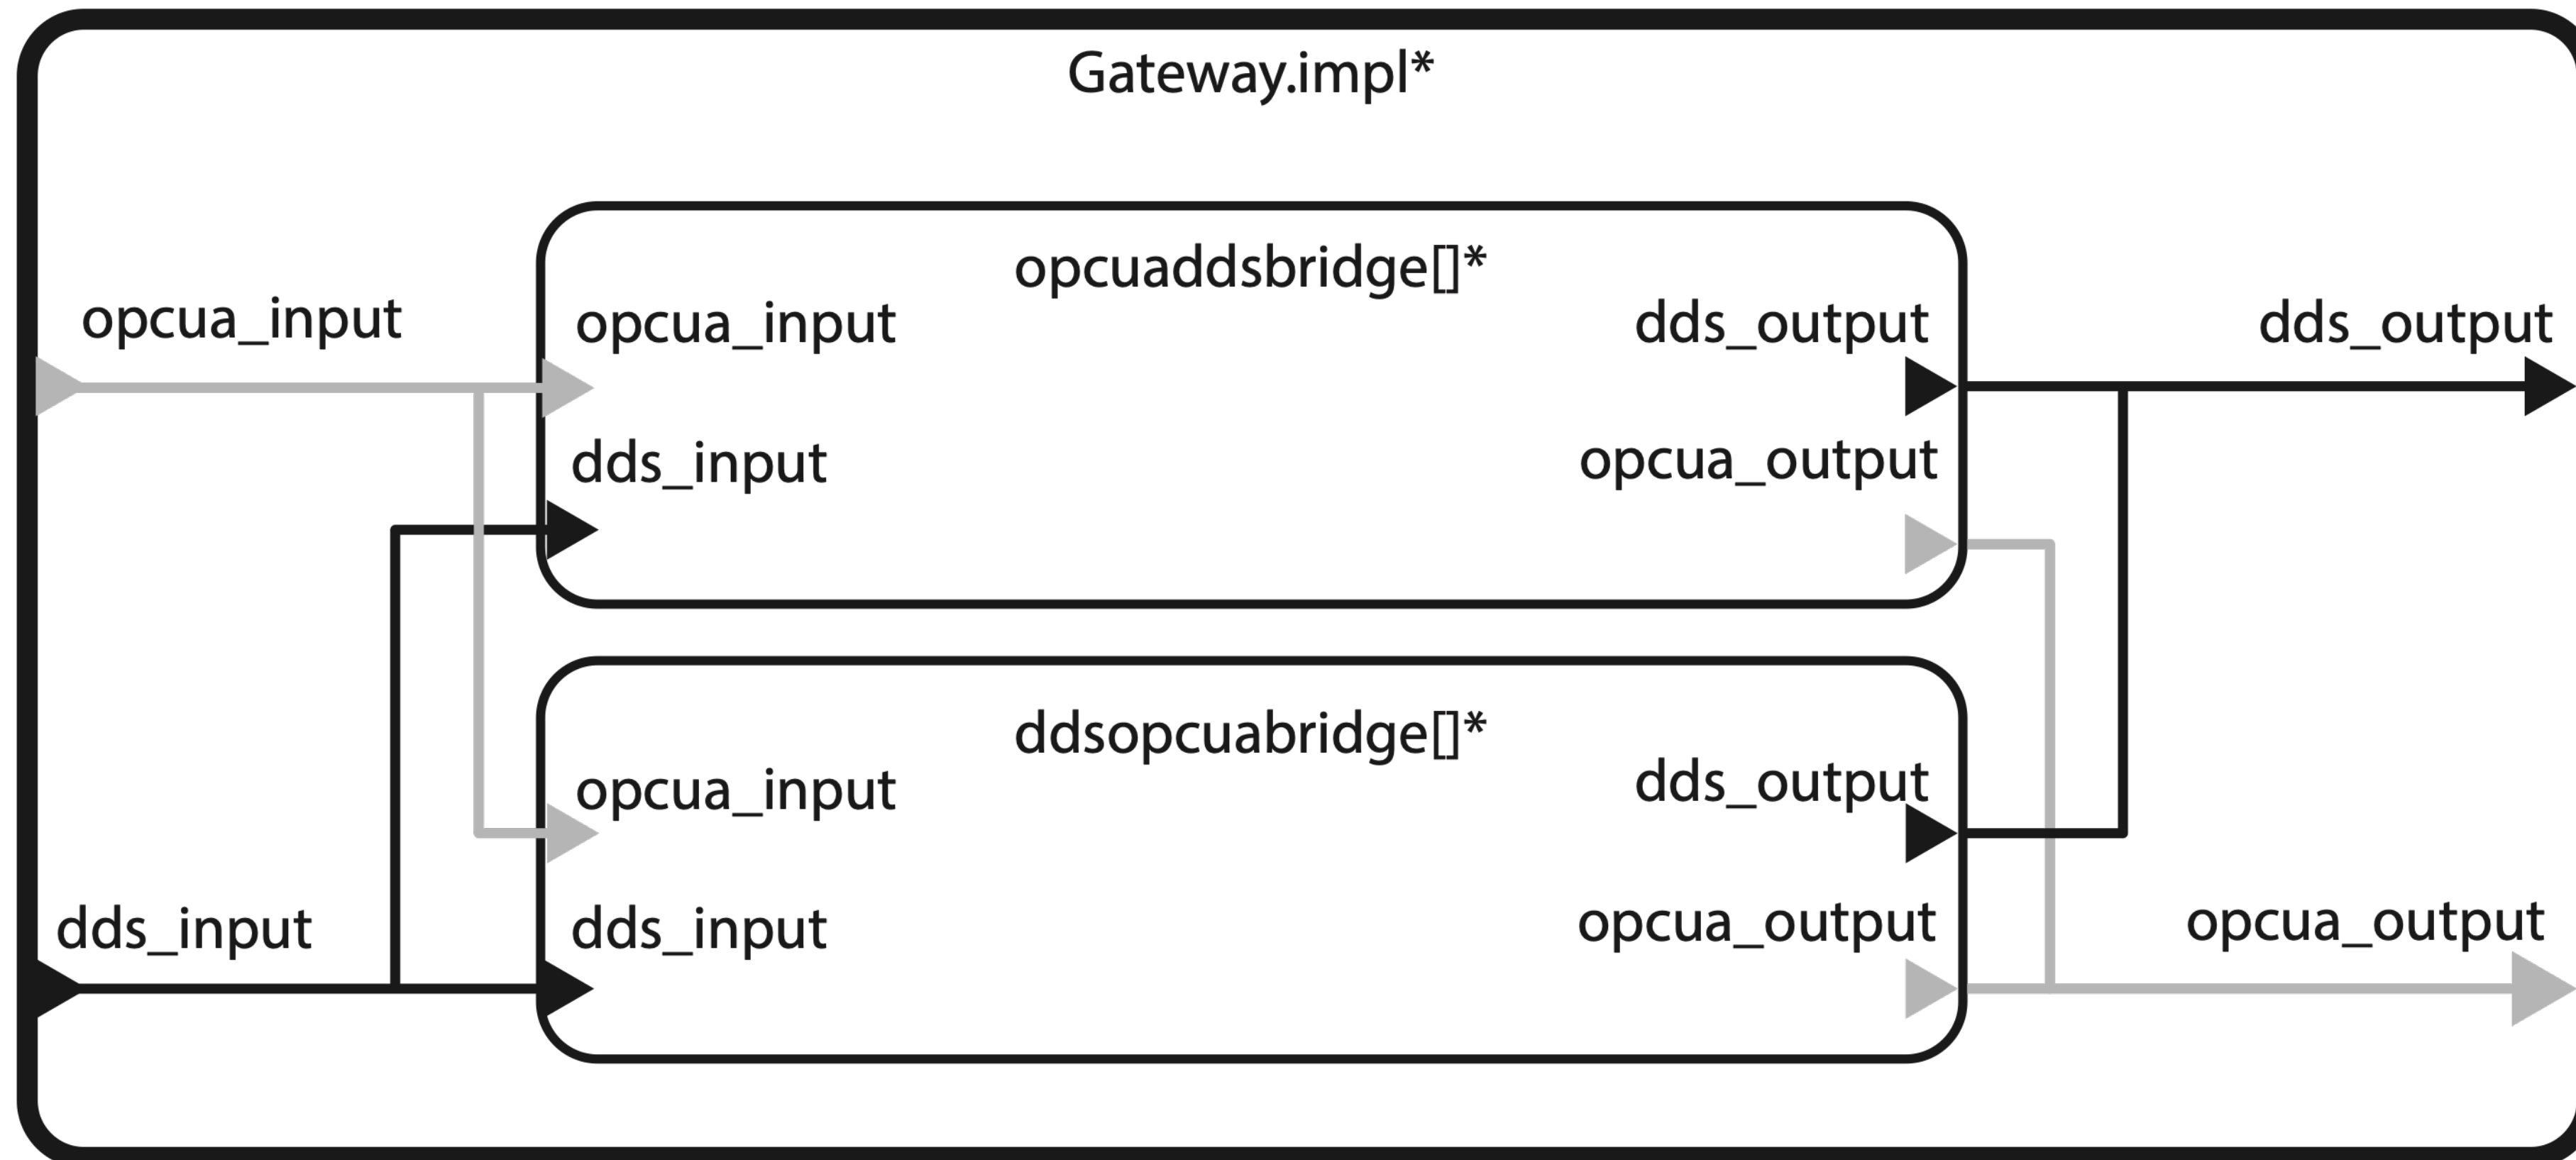 Gateway.impl*
opcuaddsbridge[]*
opcua_input
opcua_input
dds_output
dds_output
dds_input
opcua_output
ddsopcuabridge[]*
opcua_input
dds_output
dds_input
dds_input
opcua_output
opcua_output